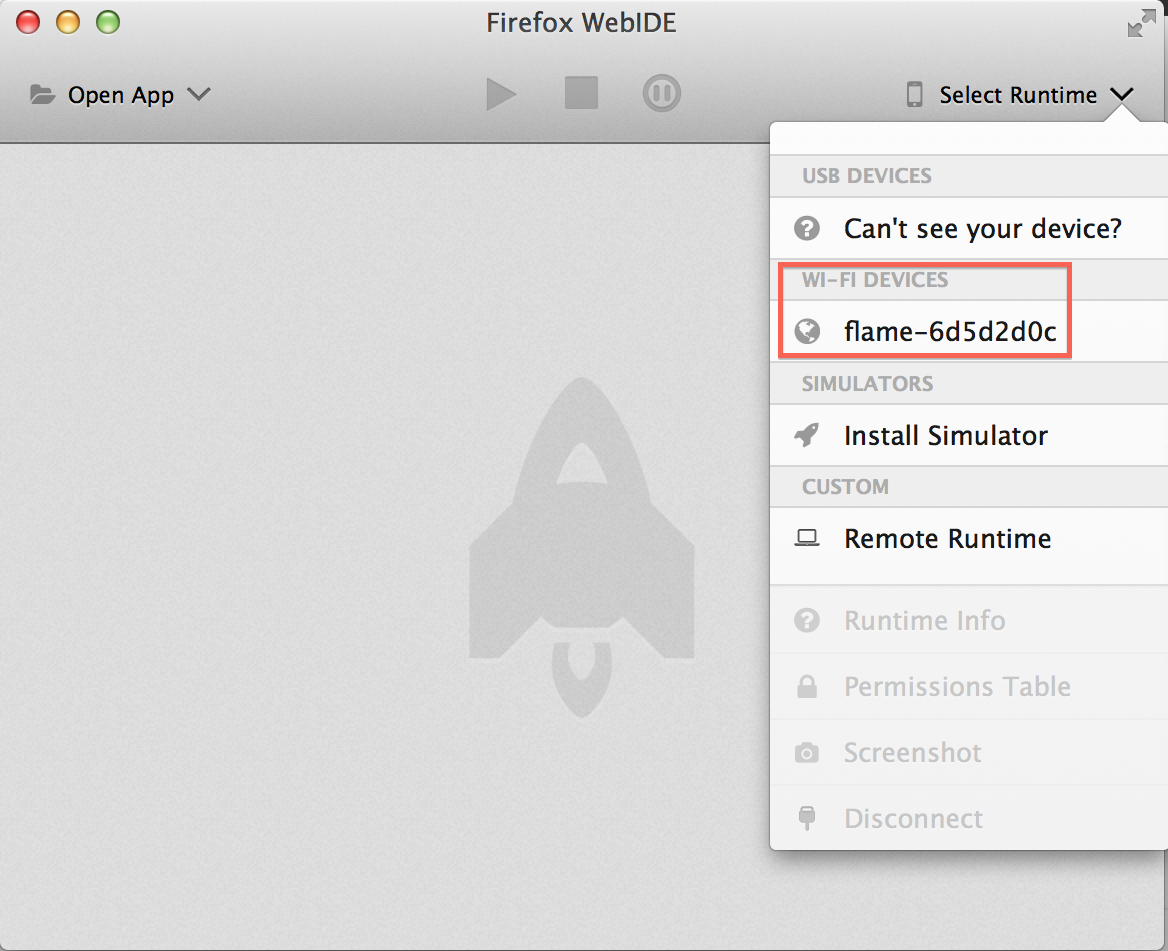 Firefox WebIDE
Open App
Select Runtime
USB DEVICES
Can't see your device?
WI-FI DEVICES
flame-6d5d2d0c
SIMULATORS
Install Simulator
CUSTOM
Remote Runtime
Runtime Info
Permissions Table
Screenshot
Disconnect